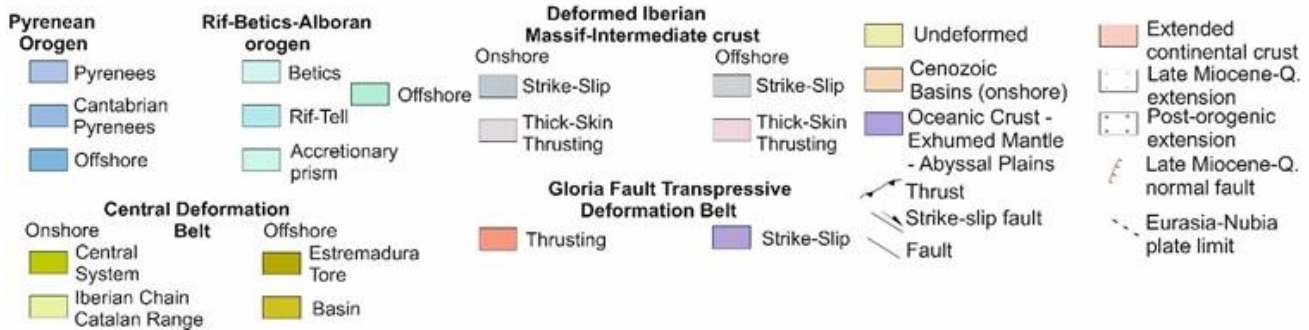 Pyrenean
Orogen
Pyrenees
Cantabrian
Pyrenees
Offshore
Rif-Betics-Alboran
orogen
Betics
Offshore
Rif-Tell
Accretionary
prism
Deformed Iberian
Massif-Intermediate crust
Onshore
Strike-Slip
Thick-Skin
Thrusting
Offshore
Strike-Slip
Thick-Skin
Thrusting
Undeformed
Cenozoic
Basins (onshore)
Oceanic Crust -
Exhumed Mantle
- Abyssal Plains
Thrust
Strike-slip fault
Fault
Extended
continental crust
Late Miocene-Q.
extension
Post-orogenic
extension
Late Miocene-Q.
normal fault
Eurasia-Nubia
plate limit
Central Deformation
Belt
Onshore
Central
System
Iberian Chain
Catalan Range
Offshore
Estremadura
Tore
Basin
Gloria Fault Transpressive
Deformation Belt
Thrusting
Strike-Slip